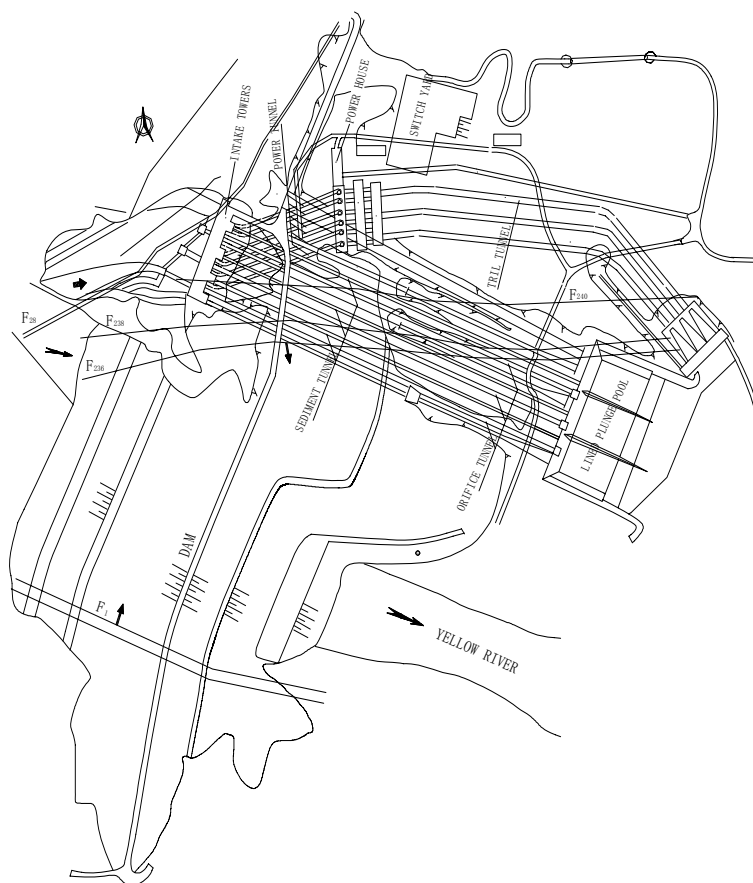 INTAKE TOWERS
POWER TUNNEL
POWER HOUSE
SWITCH YARD
TRIL TUNNEL
F28
F238
F240
F236
SEDIMENT TUNNEL
ORIFICE TUNNEL
LINED PLUNGE POOL
DAM
F1
YELLOW RIVER